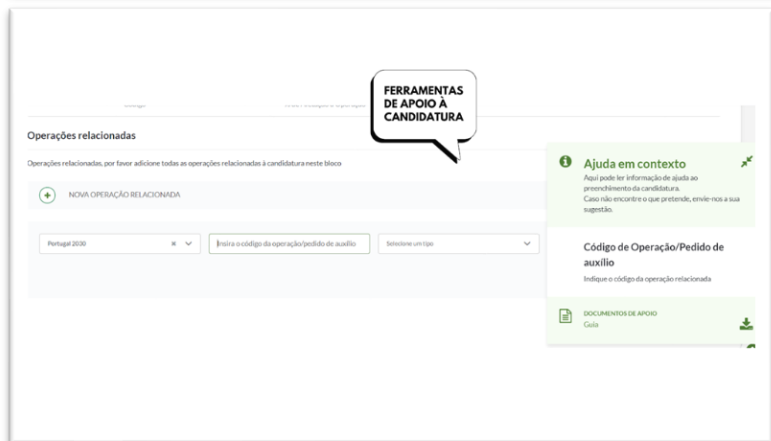 FERRAMENTAS
DE APOIO À
CANDIDATURA
Operações relacionadas
Operações relacionadas, por favor adicione todas as operações relacionadas à candidatura neste bloco
NOVA OPERAÇÃO RELACIONADA
Portugal 2030
Insira o código da operação/pedido de auxílio
Selecione um tipo
Ajuda em contexto
Aqui pode ler informação de ajuda ao
preenchimento da candidatura.
Caso não encontre o que pretende, envie-nos a sua
sugestão.
Código de Operação/Pedido de
auxílio
Indique o código da operação relacionada
DOCUMENTOS DE APOIO
Guia